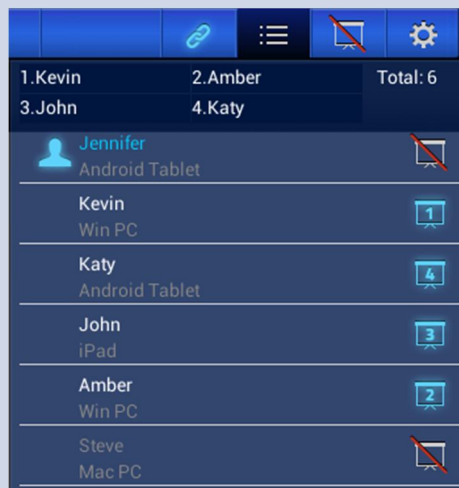 1.Kevin 2.Amber Total: 6
3.John 4.Katy
Jennifer
Android Tablet
Kevin
Win PC
1
Katy
Android Tablet
4
John
iPad
3
Amber
Win PC
2
Steve
Mac PC